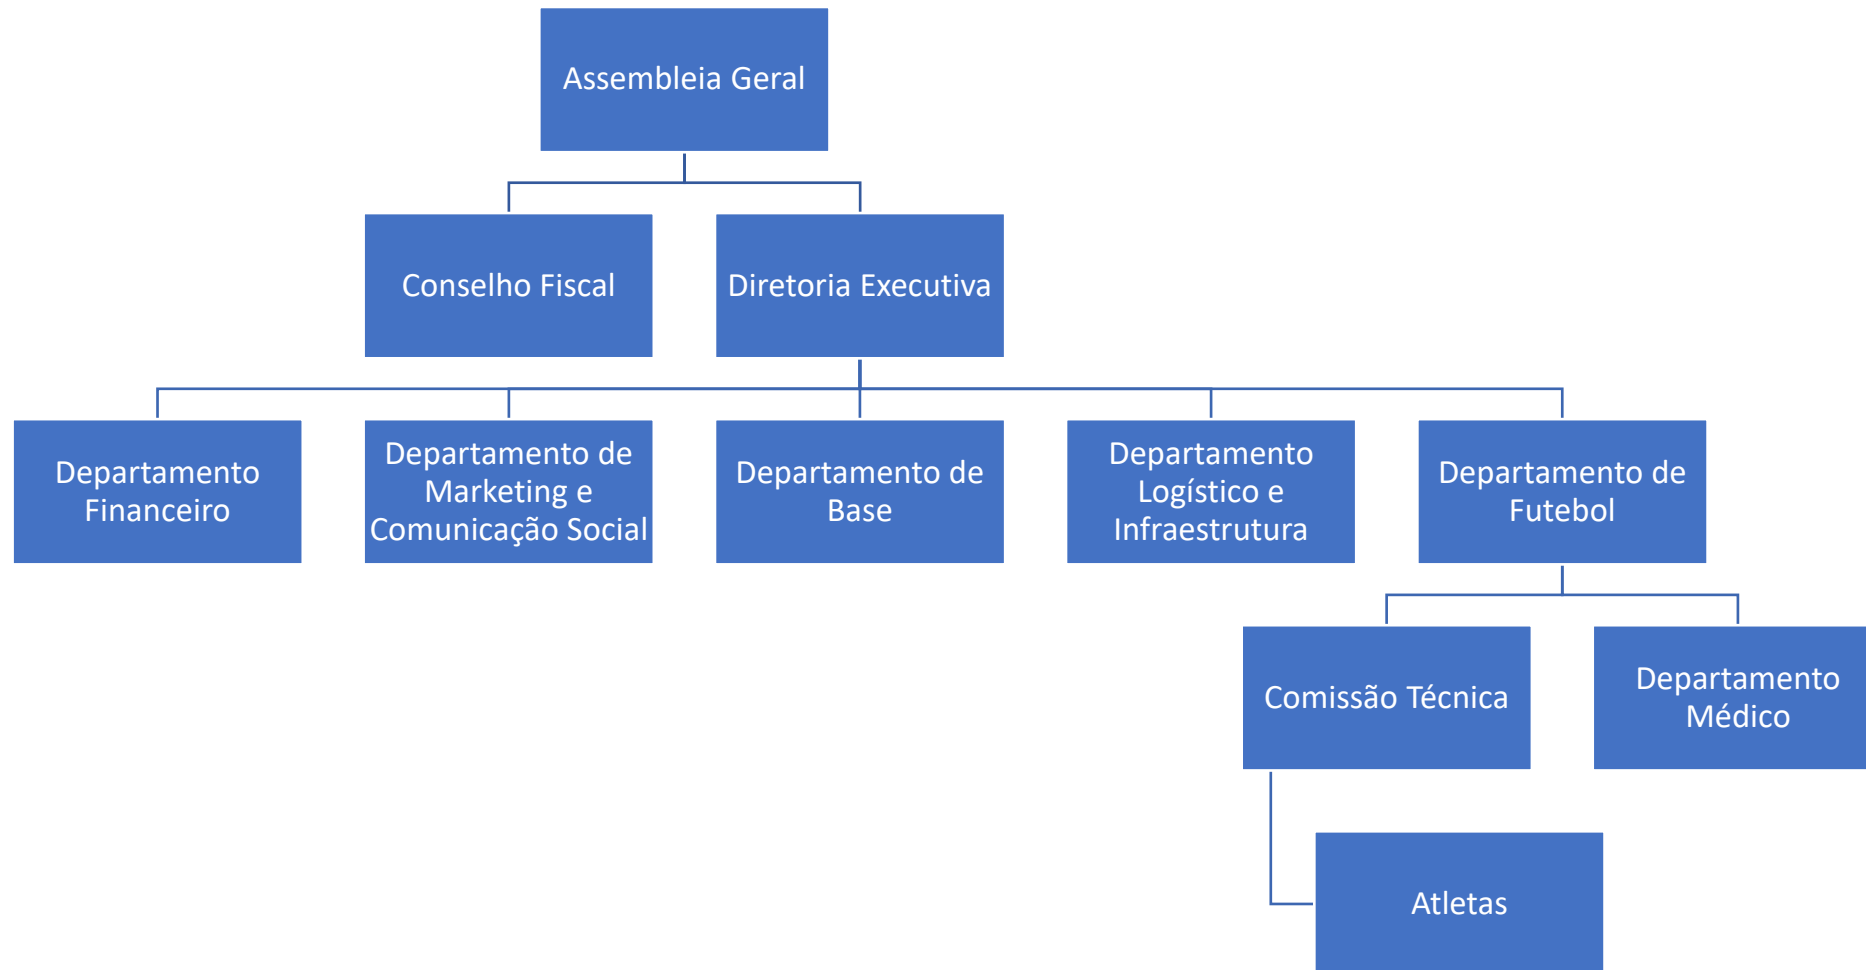 Assembleia Geral
Conselho Fiscal
Diretoria Executiva
Departamento
Financeiro
Departamento de
Marketing e
Comunicação Social
Departamento de
Base
Departamento
Logístico e
Infraestrutura
Departamento de
Futebol
Comissão Técnica
Departamento
Médico
Atletas